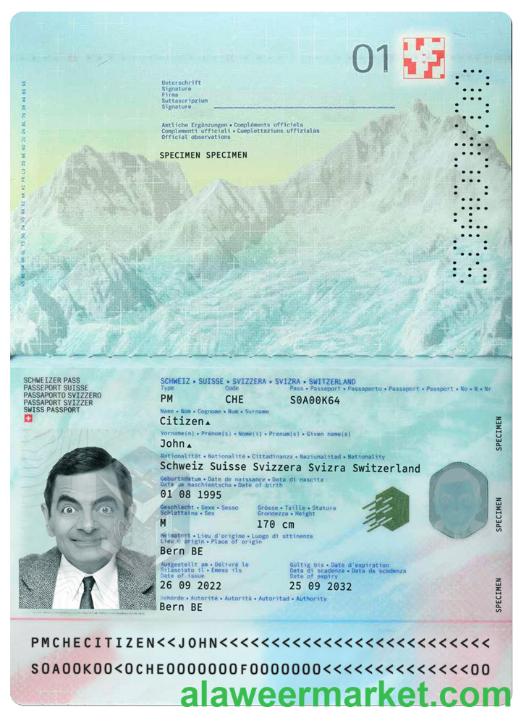 01
Unterschrift
Signature
Firma
Suttascripziun
Signature
Amtliche Ergänzungen • Compléments officiels
Complementi ufficiali • Complettaziuns uffizialas
Official observations
SPECIMEN SPECIMEN
SCHWEIZER PASS
PASSEPORT SUISSE
PASSAPORTO SVIZZERO
PASSAPORT SVIZZER
SWISS PASSPORT
SCHWEIZ • SUISSE • SVIZZERA • SVIZRA • SWITZERLAND
Type Code Pass • Passeport • Passaporto • Passaport • Passport • No • N • Nr
PM CHE S0A00K64
Name • Nom • Cognome • Num • Surname
Citizen▲
Vorname(n) • Prénom(s) • Nome(i) • Prenum(s) • Given name(s)
John▲
Nationalität • Nationalité • Cittadinanza • Naziunalitad • Nationality
Schweiz Suisse Svizzera Svizra Switzerland
Geburtsdatum • Date de naissance • Data di nascita
Data da naschientscha • Date of birth
01 08 1995
Geschlecht • Sexe • Sesso Grösse • Taille • Statura
Schlattaina • Sex Grondezza • Height
M 170 cm
Heimatort • Lieu d'origine • Luogo di attinenza
Lieu d'origin • Place of origin
Bern BE
Ausgestellt am • Délivré le Gültig bis • Date d'expiration
Rilasciato il • Emess ils Data di scadenza • Data da scadenza
Date of issue Date of expiry
26 09 2022 25 09 2032
Behörde • Autorité • Autorità • Autoritad • Authority
Bern BE
SPECIMEN
SPECIMEN
SPECIMEN
PMCHECITIZEN<<JOHN<<<<<<<<<<<<<<<<<<<<<<<<<<
S0A00K00<0CHE0000000F0000000<<<<<<<<<<<<<<00
alaweermarket.com